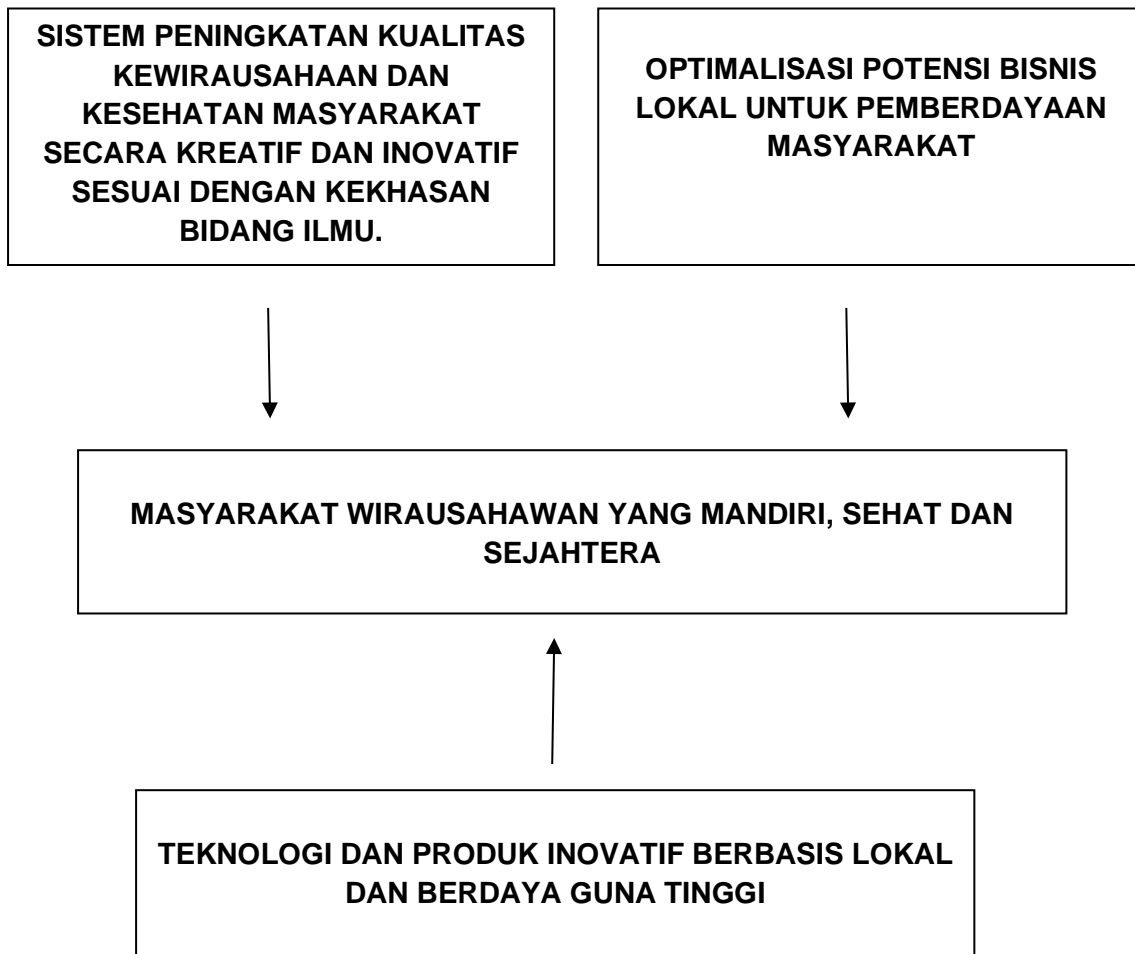 SISTEM PENINGKATAN KUALITAS
KEWIRAUSAHAAN DAN
KESEHATAN MASYARAKAT
SECARA KREATIF DAN INOVATIF
SESUAI DENGAN KEKHASAN
BIDANG ILMU.
OPTIMALISASI POTENSI BISNIS
LOKAL UNTUK PEMBERDAYAAN
MASYARAKAT
MASYARAKAT WIRAUSAHAWAN YANG MANDIRI, SEHAT DAN
SEJAHTERA
TEKNOLOGI DAN PRODUK INOVATIF BERBASIS LOKAL
DAN BERDAYA GUNA TINGGI